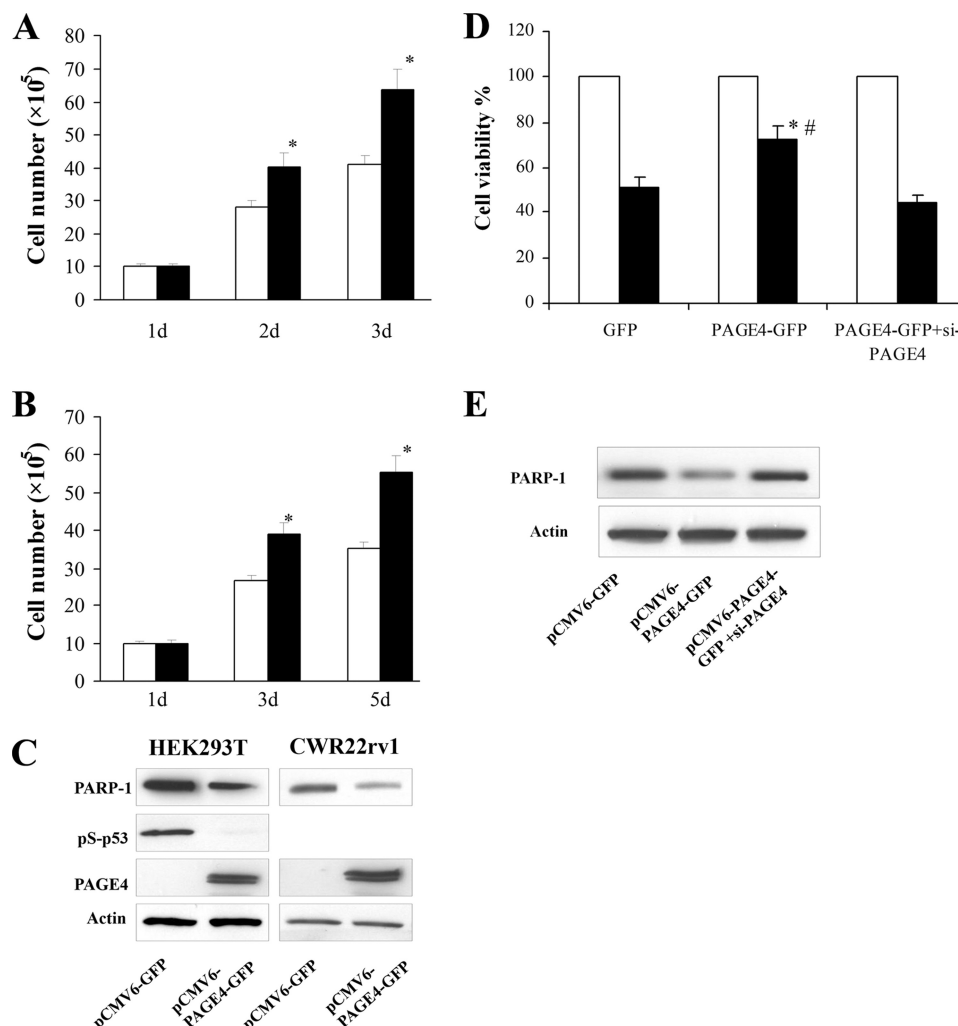 A
Cell number (×10⁵)
80
70
60
50
40
30
20
10
0
*
*
1d
2d
3d
B
Cell number (×10⁵)
70
60
50
40
30
20
10
0
*
*
1d
3d
5d
C
HEK293T
CWR22rv1
PARP-1
pS-p53
PAGE4
Actin
pCMV6-GFP
pCMV6-
PAGE4-GFP
pCMV6-GFP
pCMV6-
PAGE4-GFP
D
Cell viability %
120
100
80
60
40
20
0
* #
GFP
PAGE4-GFP
PAGE4-GFP+si-
PAGE4
E
PARP-1
Actin
pCMV6-GFP
pCMV6-
PAGE4-GFP
pCMV6-PAGE4-
GFP +si-PAGE4